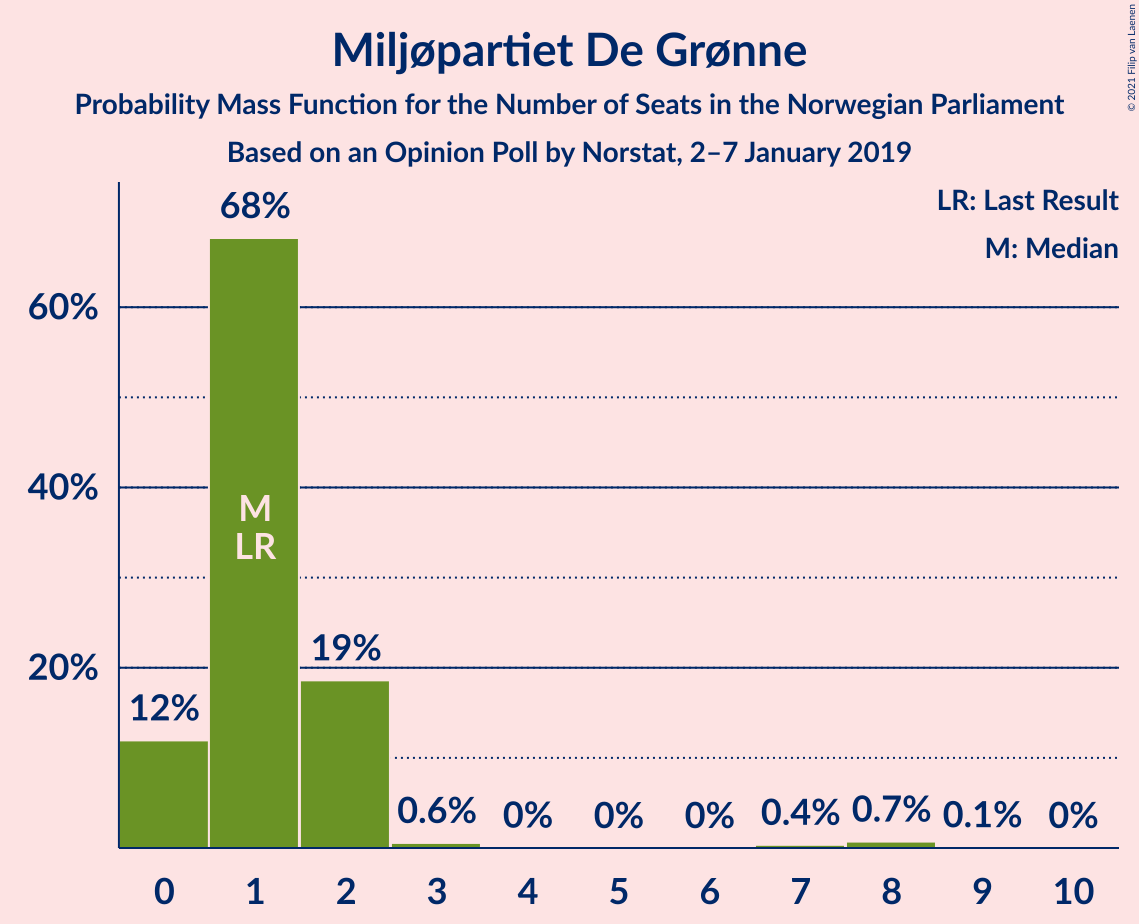 Miljøpartiet De Grønne
Probability Mass Function for the Number of Seats in the Norwegian Parliament
Based on an Opinion Poll by Norstat, 2–7 January 2019
© 2021 Filip van Laenen
LR: Last Result
M: Median
60%
40%
20%
12%
68%
19%
0.6%
0%
0%
0%
0.4%
0.7%
0.1%
0%
M
LR
0 1 2 3 4 5 6 7 8 9 10